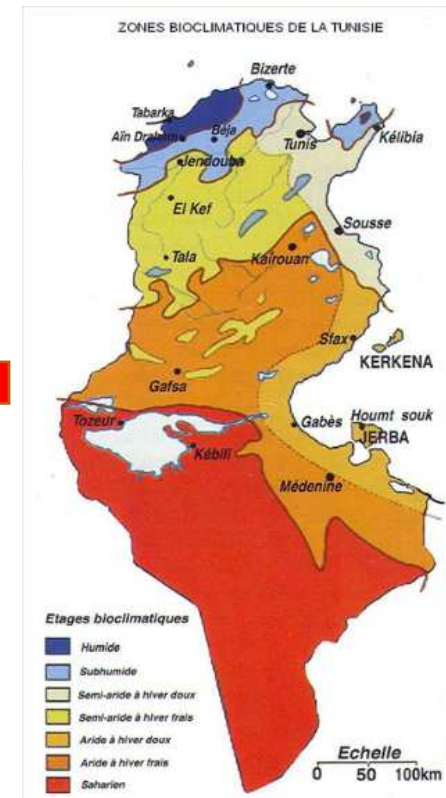 ZONES BIOCLIMATIQUES DE LA TUNISIE
Bizerte
Tabarka
Aïn Draham
Béja
Tunis
Kélibia
Jendouba
El Kef
Sousse
Tala
Kaîrouan
Sfax
KERKENA
Gafsa
Tozeur
Gabès
Houmt souk
JERBA
Kébili
Médenine
Etages bioclimatiques
Humide
Subhumide
Semi-aride à hiver doux
Semi-aride à hiver frais
Aride à hiver doux
Aride à hiver frais
Saharien
Echelle
0 50 100km